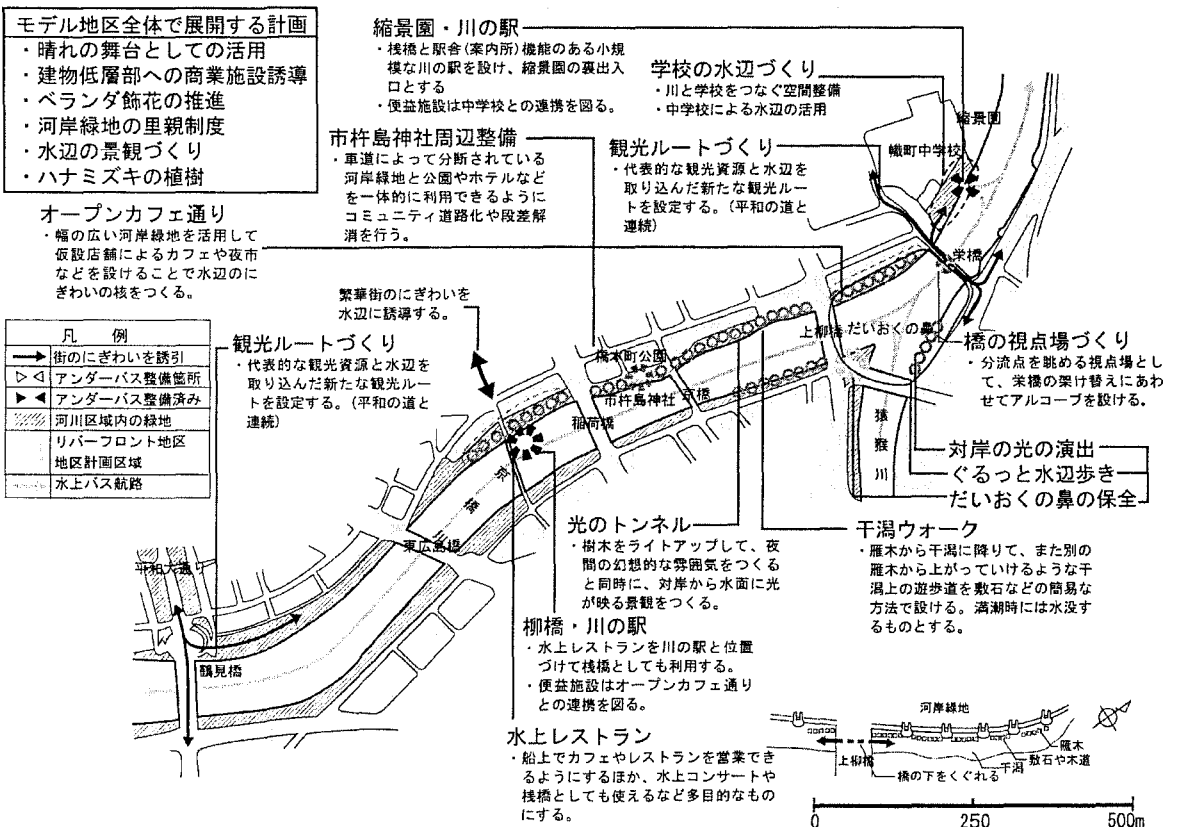 モデル地区全体で展開する計画
・晴れの舞台としての活用
・建物低層部への商業施設誘導
・ベランダ飾花の推進
・河岸緑地の里親制度
・水辺の景観づくり
・ハナミズキの植樹
縮景園・川の駅
・桟橋と駅舎(案内所)機能のある小規
模な川の駅を設け、縮景園の裏出入
口とする
・便益施設は中学校との連携を図る。
学校の水辺づくり
・川と学校をつなぐ空間整備
・中学校による水辺の活用
市杵島神社周辺整備
・車道によって分断されている
河岸緑地と公園やホテルなど
を一体的に利用できるように
コミュニティ道路化や段差解
消を行う。
観光ルートづくり
・代表的な観光資源と水辺を
取り込んだ新たな観光ルー
トを設定する。(平和の道と
連続)
オープンカフェ通り
・幅の広い河岸緑地を活用して
仮設店舗によるカフェや夜市
などを設けることで水辺のに
ぎわいの核をつくる。
繁華街のにぎわいを
水辺に誘導する。
凡 例
街のにぎわいを誘引
アンダーパス整備箇所
アンダーパス整備済み
河川区域内の緑地
リバーフロント地区
地区計画区域
水上バス航路
観光ルートづくり
・代表的な観光資源と水辺を
取り込んだ新たな観光ルー
トを設定する。(平和の道と
連続)
縮景園
幟町中学校
栄橋
上柳橋
だいおくの鼻
橋本町公園
市杵島神社
京橋
稲荷橋
京橋川
猿猴川
東広島橋
平和大通り
鶴見橋
橋の視点場づくり
・分流点を眺める視点場とし
て、栄橋の架け替えにあわ
せてアルコーブを設ける。
対岸の光の演出
ぐるっと水辺歩き
だいおくの鼻の保全
光のトンネル
・樹木をライトアップして、夜
間の幻想的な雰囲気をつくる
と同時に、対岸から水面に光
が映る景観をつくる。
干潟ウォーク
・雁木から干潟に降りて、また別の
雁木から上がっていけるような干
潟上の遊歩道を敷石などの簡易な
方法で設ける。満潮時には水没す
るものとする。
柳橋・川の駅
・水上レストランを川の駅と位置
づけて桟橋としても利用する。
・便益施設はオープンカフェ通り
との連携を図る。
水上レストラン
・船上でカフェやレストランを営業でき
るようにするほか、水上コンサートや
桟橋としても使えるなど多目的なもの
にする。
河岸緑地
雁木
敷石や木道
干潟
上柳橋
橋の下をくぐれる
0 250 500m